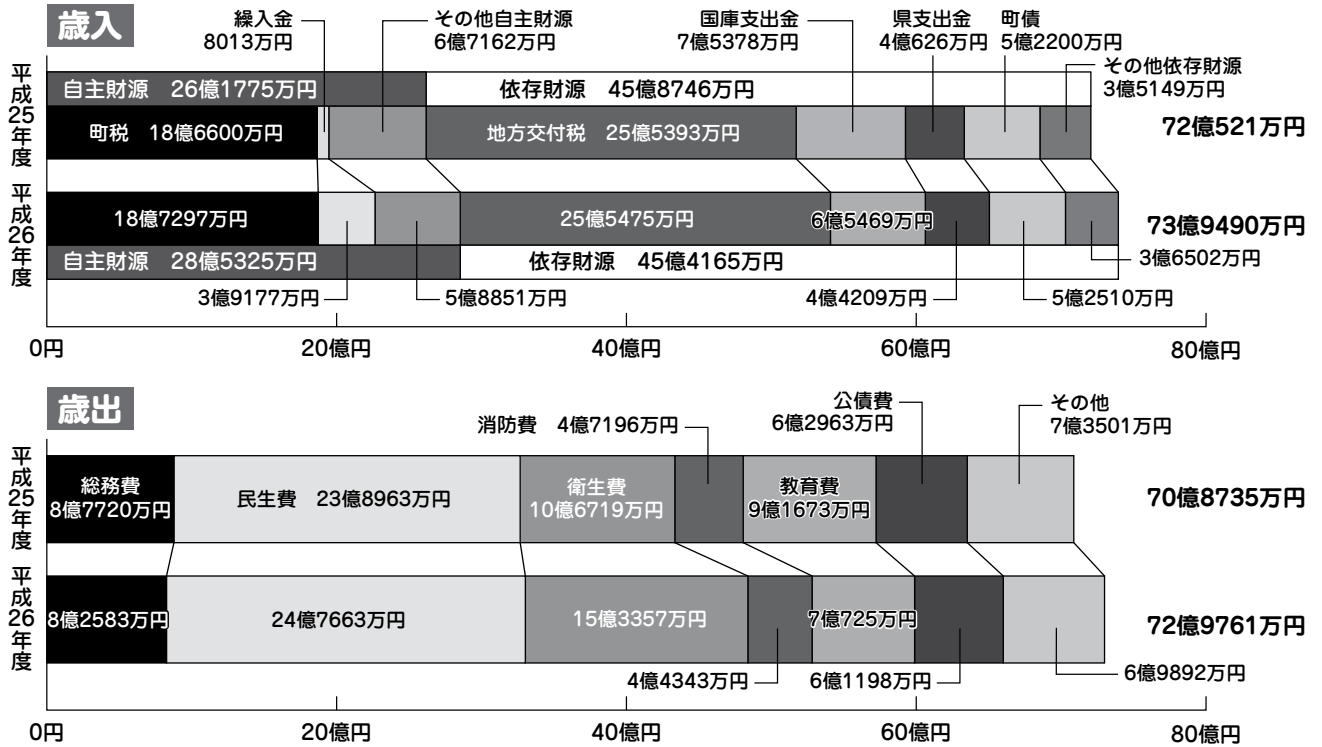 歳入
繰入金
8013万円
その他自主財源
6億7162万円
国庫支出金
7億5378万円
県支出金
4億626万円
町債
5億2200万円
その他依存財源
3億5149万円
平成25年度
自主財源 26億1775万円
依存財源 45億8746万円
町税 18億6600万円
地方交付税 25億5393万円
72億521万円
平成26年度
18億7297万円
25億5475万円
6億5469万円
73億9490万円
自主財源 28億5325万円
依存財源 45億4165万円
3億6502万円
3億9177万円
5億8851万円
4億4209万円
5億2510万円
0円
20億円
40億円
60億円
80億円
歳出
消防費 4億7196万円
公債費
6億2963万円
その他
7億3501万円
平成25年度
総務費
8億7720万円
民生費 23億8963万円
衛生費
10億6719万円
教育費
9億1673万円
70億8735万円
平成26年度
8億2583万円
24億7663万円
15億3357万円
7億725万円
72億9761万円
4億4343万円
6億1198万円
6億9892万円
0円
20億円
40億円
60億円
80億円